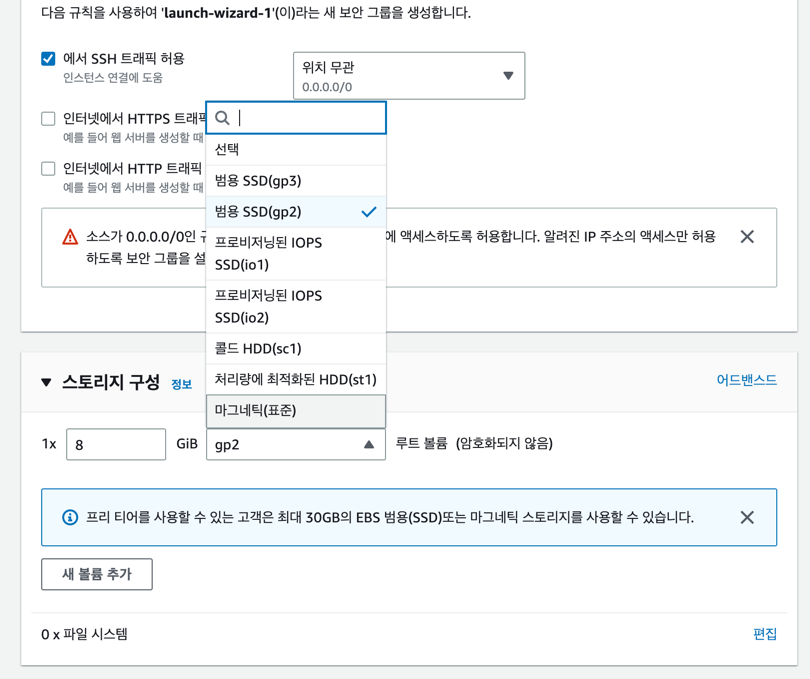 다음 규칙을 사용하여 'launch-wizard-1'(이)라는 새 보안 그룹을 생성합니다.
에서 SSH 트래픽 허용
인스턴스 연결에 도움
위치 무관
0.0.0.0/0
인터넷에서 HTTPS 트래픽
예를 들어 웹 서버를 생성할 때
인터넷에서 HTTP 트래픽
예를 들어 웹 서버를 생성할 때
선택
범용 SSD(gp3)
범용 SSD(gp2)
프로비저닝된 IOPS
SSD(io1)
프로비저닝된 IOPS
SSD(io2)
콜드 HDD(sc1)
처리량에 최적화된 HDD(st1)
마그네틱(표준)
소스가 0.0.0.0/0인 에 액세스하도록 허용합니다. 알려진 IP 주소의 액세스만 허용
하도록 보안 그룹을
스토리지 구성 정보
어드밴스드
1x 8 GiB gp2 루트 볼륨 (암호화되지 않음)
프리 티어를 사용할 수 있는 고객은 최대 30GB의 EBS 범용(SSD)또는 마그네틱 스토리지를 사용할 수 있습니다.
새 볼륨 추가
0 x 파일 시스템
편집